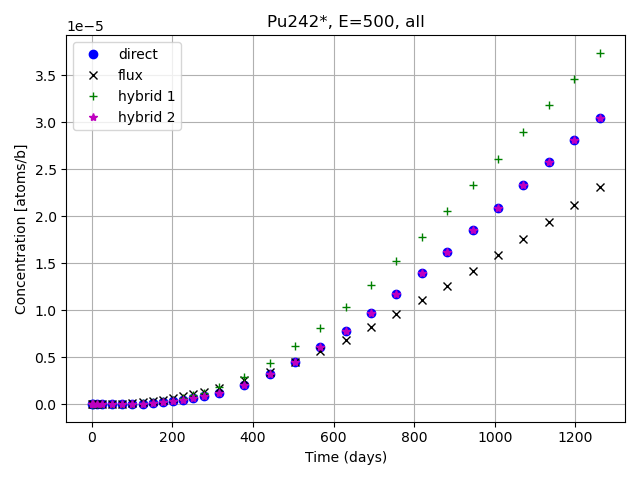 Pu242*, E=500, all
1e−5
direct
flux
hybrid 1
hybrid 2
3.5
3.0
2.5
2.0
1.5
1.0
0.5
0.0
Concentration [atoms/b]
0 200 400 600 800 1000 1200
Time (days)